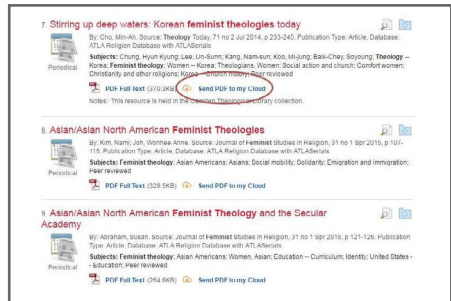 7. Stirring up deep waters: Korean feminist theologies today
By: Cho, Min-Ah. Source: Theology Today, 71 no 2 Jul 2014, p 233-245. Publication Type: Article, Database:
ATLA Religion Database with ATLASerials
Subjects: Chung, Hyun Kyung; Lee, Un-Sunn; Kang, Nam-sun; Koo, Mi-jung; Baik-Chey, Soyoung; Theology --
Korea; Feminist theology; Women -- Korea; Theologians, Women; Social action and church; Comfort women;
Christianity and other religions; Korea -- Church history; Peer reviewed
Periodical
PDF Full Text (370.3KB) Send PDF to my Cloud
Notes: This resource is held in the Camden Theological Library collection.
8. Asian/Asian North American Feminist Theologies
By: Kim, Nami; Joh, Wonhee Anne. Source: Journal of Feminist Studies in Religion, 31 no 1 Spr 2015, p 107-
115. Publication Type: Article, Database: ATLA Religion Database with ATLASerials
Subjects: Feminist theology; Asian Americans; Asians; Social mobility; Solidarity; Emigration and immigration;
Peer reviewed
Periodical
PDF Full Text (328.5KB) Send PDF to my Cloud
9. Asian/Asian North American Feminist Theology and the Secular
Academy
By: Abraham, Susan. Source: Journal of Feminist Studies in Religion, 31 no 1 Spr 2015, p 121-126. Publication
Type: Article, Database: ATLA Religion Database with ATLASerials
Subjects: Feminist theology; Asian Americans; Women, Asian; Education -- Curriculum; Identity; United States -
- Education; Peer reviewed
Periodical
PDF Full Text (264.6KB) Send PDF to my Cloud